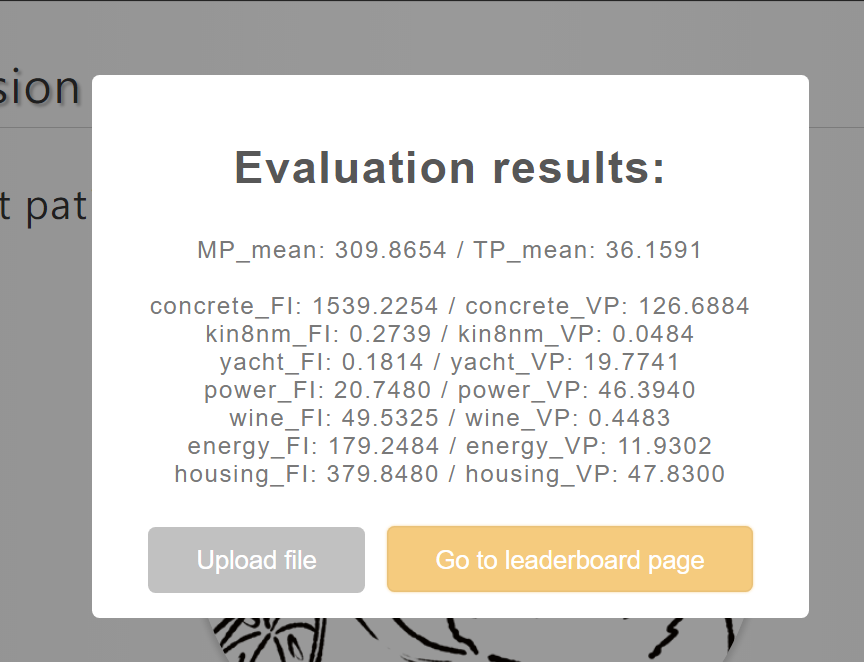 sion
t pat
Evaluation results:
MP_mean: 309.8654 / TP_mean: 36.1591
concrete_FI: 1539.2254 / concrete_VP: 126.6884
kin8nm_FI: 0.2739 / kin8nm_VP: 0.0484
yacht_FI: 0.1814 / yacht_VP: 19.7741
power_FI: 20.7480 / power_VP: 46.3940
wine_FI: 49.5325 / wine_VP: 0.4483
energy_FI: 179.2484 / energy_VP: 11.9302
housing_FI: 379.8480 / housing_VP: 47.8300
Upload file
Go to leaderboard page